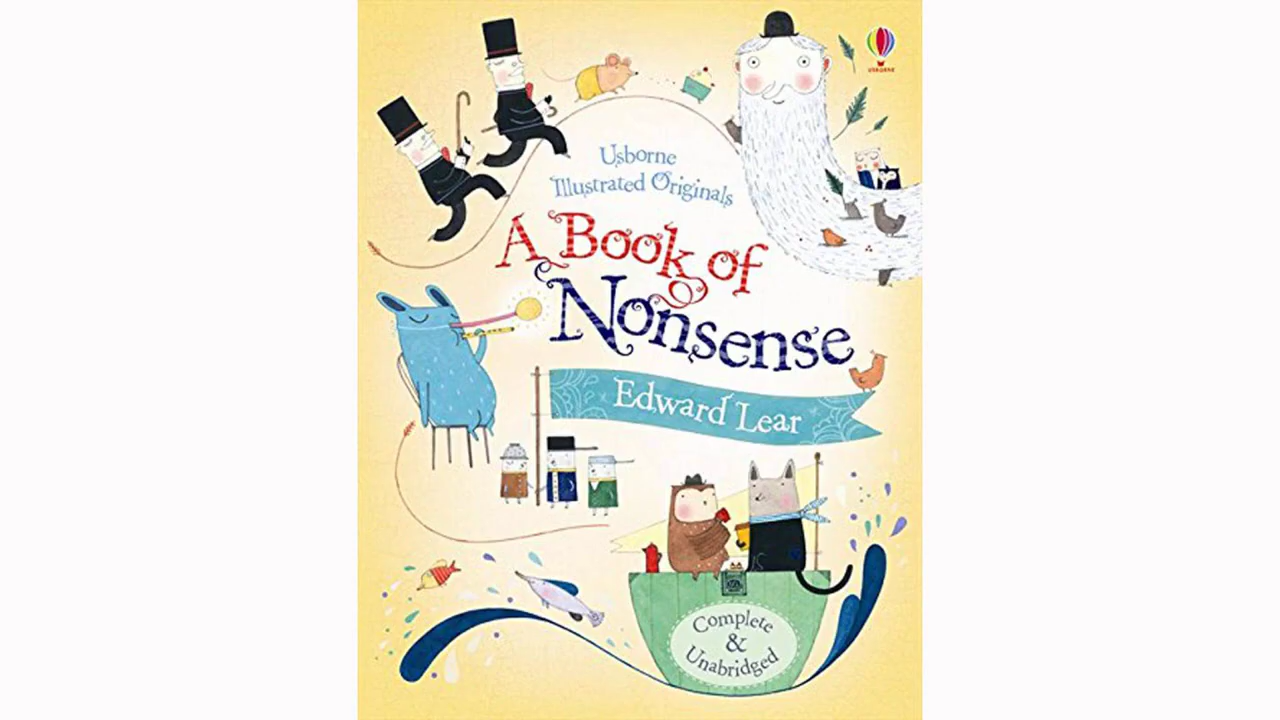 USBORNE
Usborne
Illustrated Originals
A Book of
Nonsense
Edward Lear
Complete
&
Unabridged